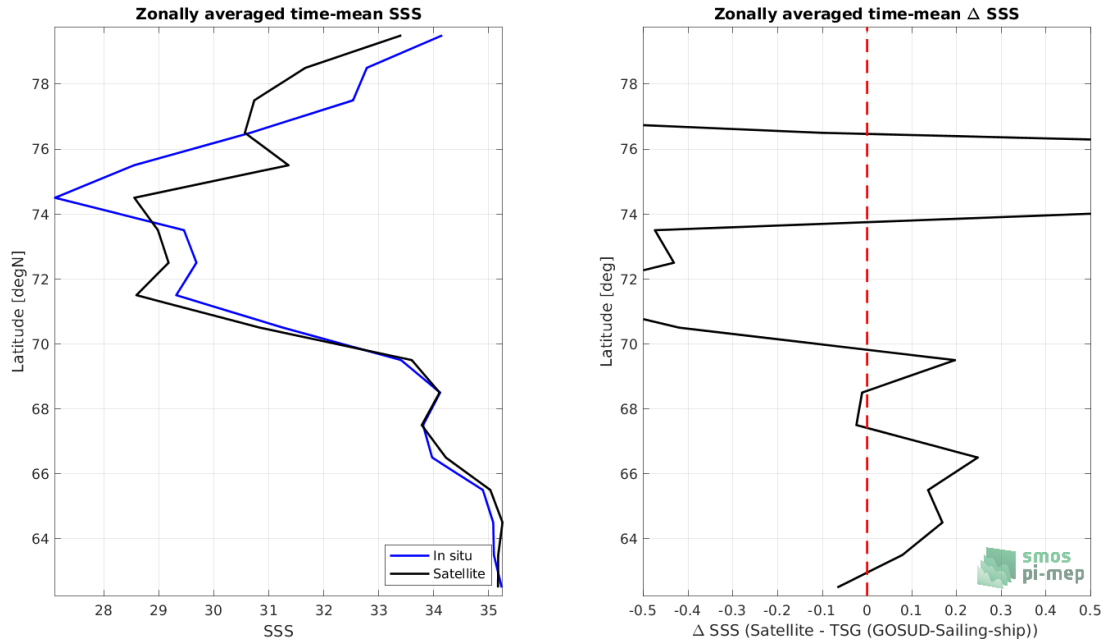 Zonally averaged time-mean SSS
78
76
74
72
70
68
66
64
Latitude [degN]
28 29 30 31 32 33 34 35
SSS
In situ
Satellite
Zonally averaged time-mean Δ SSS
78
76
74
72
70
68
66
64
Latitude [deg]
-0.5 -0.4 -0.3 -0.2 -0.1 0 0.1 0.2 0.3 0.4 0.5
Δ SSS (Satellite - TSG (GOSUD-Sailing-ship))
smos
pi-mep